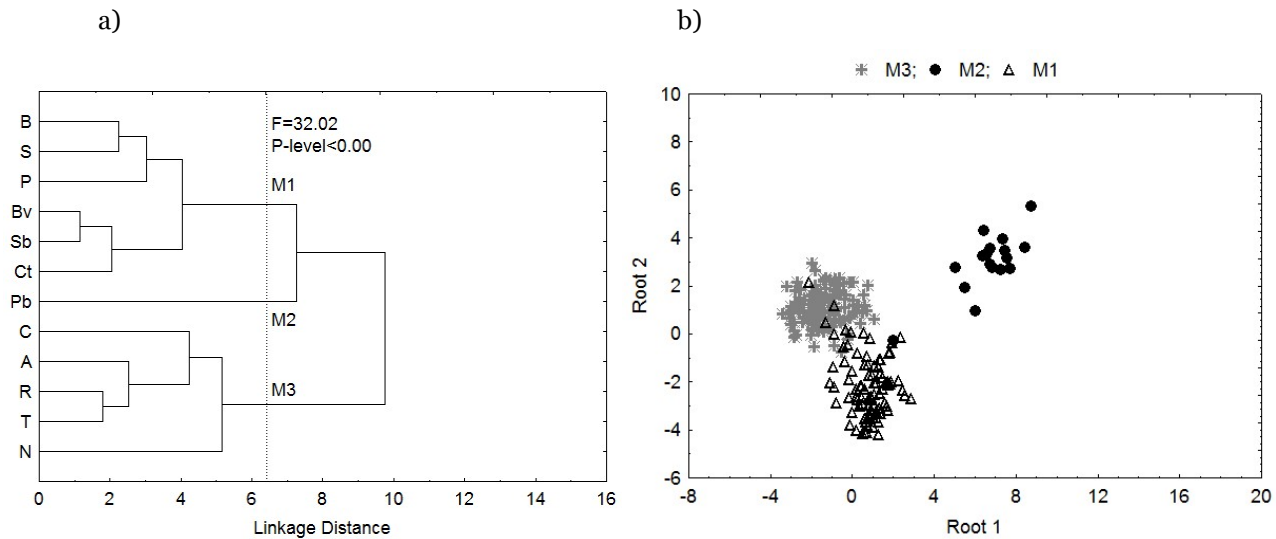 a)
F=32.02
P-level<0.00
B
S
P
Bv
Sb
Ct
Pb
C
A
R
T
N
M1
M2
M3
0 2 4 6 8 10 12 14 16
Linkage Distance
b)
M3; M2; M1
10
8
6
4
2
0
-2
-4
-6
Root 2
-8 -4 0 4 8 12 16 20
Root 1